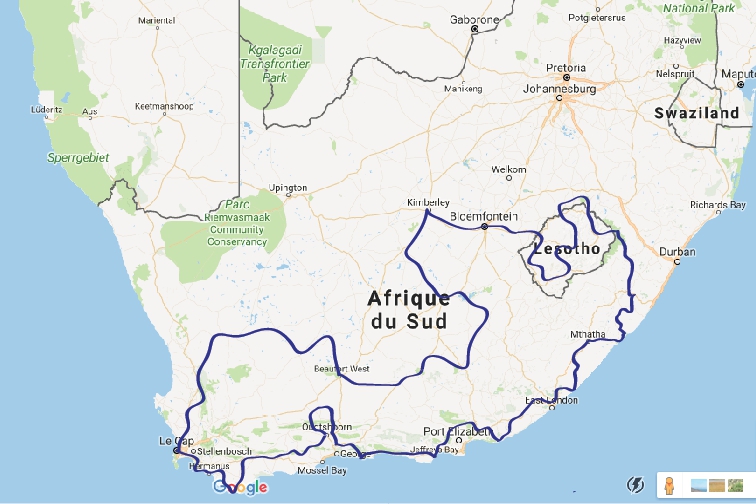 National Park
Mariental
Gaborone
Potgietersrus
Kgalagadi
Transfrontier
Park
Hazyview
Pretoria
Nelspruit
Maputo
Mahikeng
Johannesburg
Lüderitz
Aus
Keetmanshoop
Swaziland
Sperrgebiet
Welkom
Upington
Parc
Riemvasmaak
Community
Conservancy
Kimberley
Bloemfontein
Richards Bay
Lesotho
Durban
Afrique
du Sud
Mthatha
Beaufort West
East London
Oudtshoorn
Port Elizabeth
Le Cap
Stellenbosch
George
Jeffreys Bay
Hermanus
Mossel Bay
Google